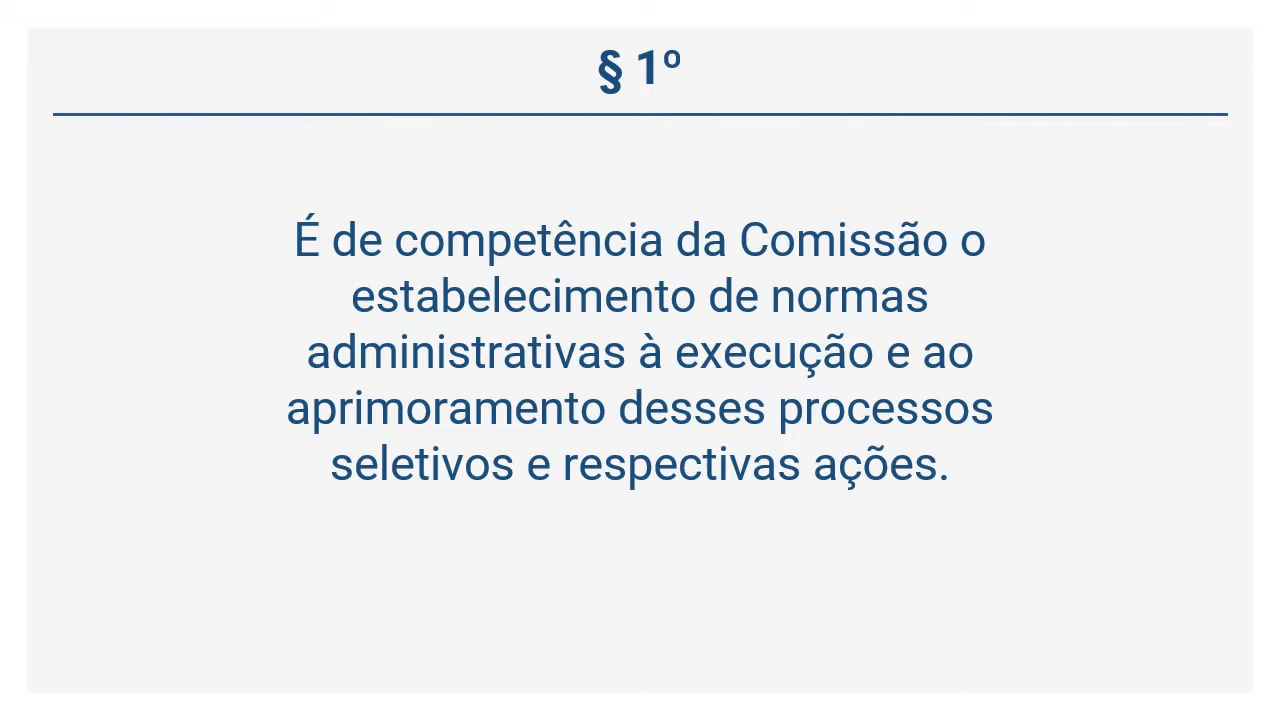 § 1º
É de competência da Comissão o
estabelecimento de normas
administrativas à execução e ao
aprimoramento desses processos
seletivos e respectivas ações.